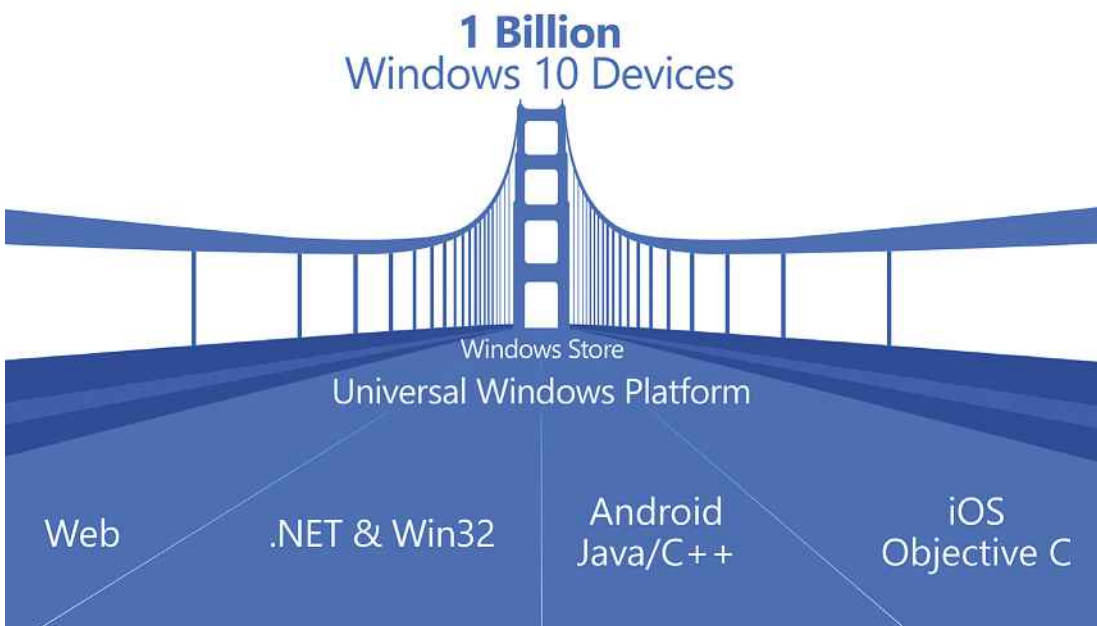 1 Billion
Windows 10 Devices
Windows Store
Universal Windows Platform
Web
.NET & Win32
Android
Java/C++
iOS
Objective C